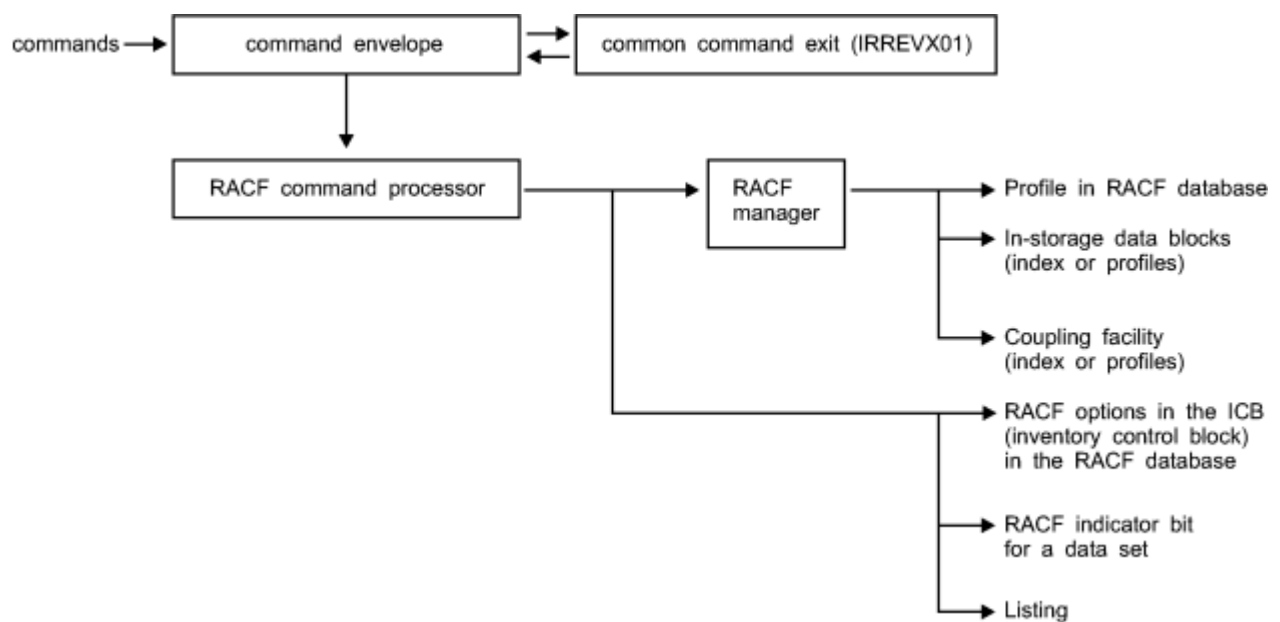 commands
command envelope
common command exit (IRREVX01)
RACF command processor
RACF
manager
Profile in RACF database
In-storage data blocks
(index or profiles)
Coupling facility
(index or profiles)
RACF options in the ICB
(inventory control block)
in the RACF database
RACF indicator bit
for a data set
Listing